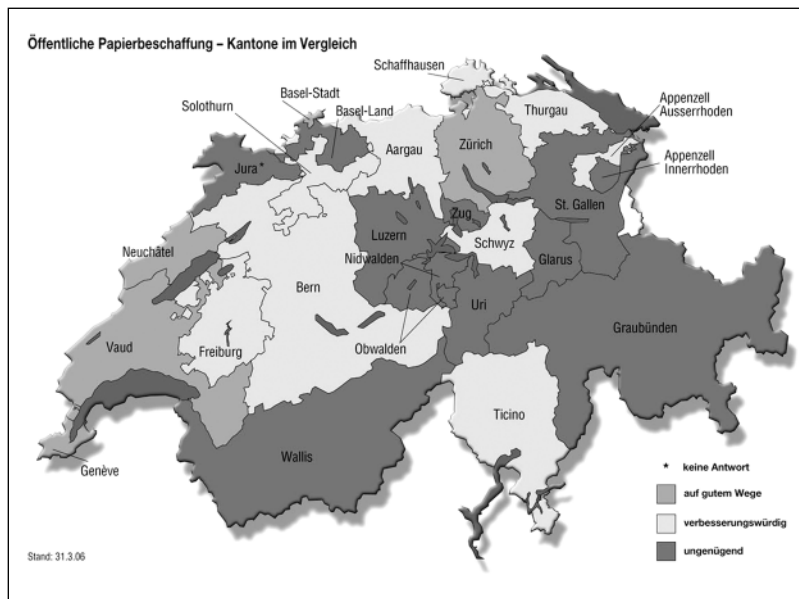 Öffentliche Papierbeschaffung – Kantone im Vergleich
Schaffhausen
Basel-Stadt
Solothurn
Basel-Land
Thurgau
Appenzell
Ausserrhoden
Aargau
Zürich
Jura*
Appenzell
Innerrhoden
St. Gallen
Zug
Luzern
Schwyz
Neuchâtel
Nidwalden
Glarus
Bern
Uri
Graubünden
Vaud
Freiburg
Obwalden
Ticino
Wallis
Genève
* keine Antwort
auf gutem Wege
verbesserungswürdig
ungenügend
Stand: 31.3.06